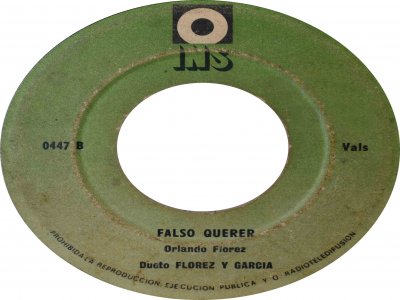 INS
0447 B
Vals
FALSO QUERER
Orlando Florez
Dueto FLOREZ Y GARCIA
PROHIBIDA LA REPRODUCCION, EJECUCION PUBLICA Y O RADIOTELEDIFUSION